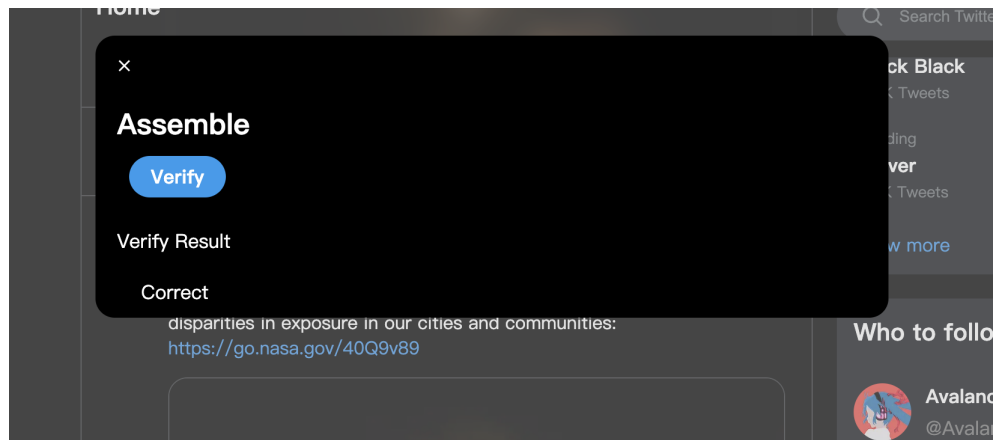 Home
Search Twitte
×
ck Black
Tweets
Assemble
ding
Verify
ver
Tweets
Verify Result
w more
Correct
disparities in exposure in our cities and communities:
https://go.nasa.gov/40Q9v89
Who to follo
Avalanc
@Avalan